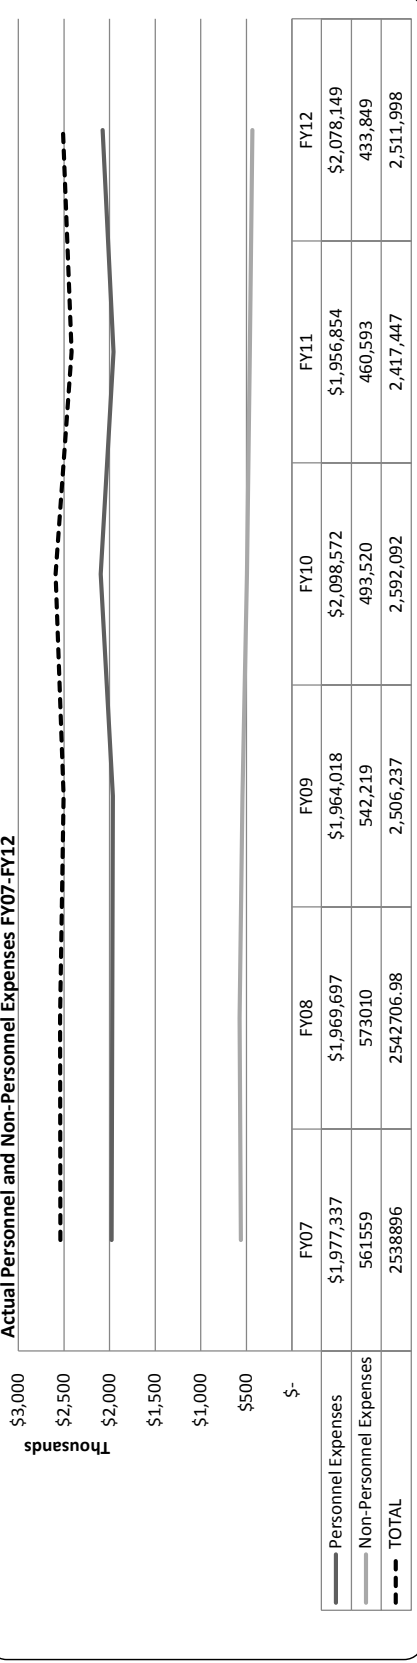 Actual Personnel and Non-Personnel Expenses FY07-FY12
Thousands
$3,000
$2,500
$2,000
$1,500
$1,000
$500
$-
FY07 FY08 FY09 FY10 FY11 FY12
Personnel Expenses $1,977,337 $1,969,697 $1,964,018 $2,098,572 $1,956,854 $2,078,149
Non-Personnel Expenses 561559 573010 542,219 493,520 460,593 433,849
TOTAL 2538896 2542706.98 2,506,237 2,592,092 2,417,447 2,511,998